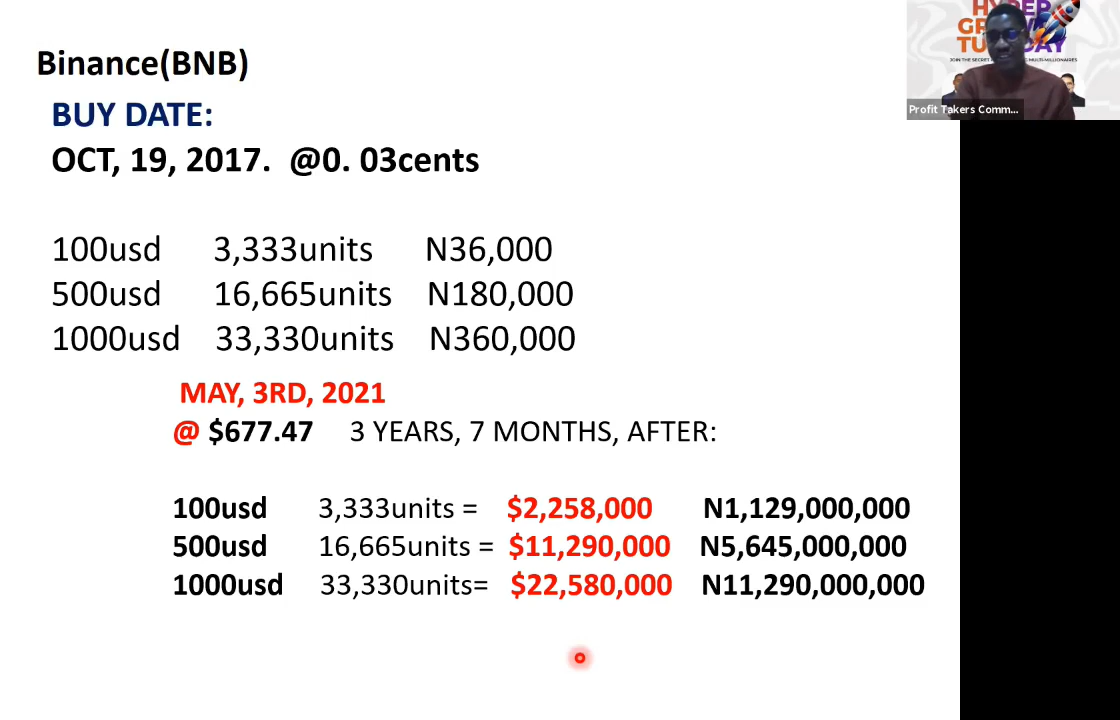 Binance(BNB)
BUY DATE:
OCT, 19, 2017. @0. 03cents
100usd 3,333units N36,000
500usd 16,665units N180,000
1000usd 33,330units N360,000
MAY, 3RD, 2021
@ $677.47 3 YEARS, 7 MONTHS, AFTER:
100usd 3,333units = $2,258,000 N1,129,000,000
500usd 16,665units = $11,290,000 N5,645,000,000
1000usd 33,330units= $22,580,000 N11,290,000,000
Profit Takers Comm...